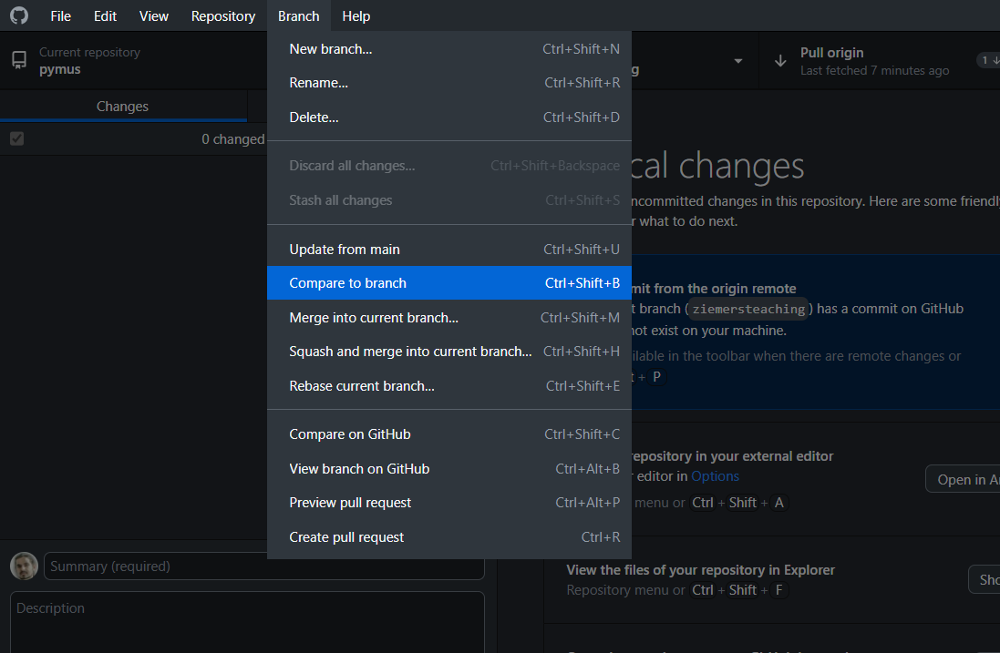 File Edit View Repository Branch Help
Current repository
pymus
Pull origin
Last fetched 7 minutes ago
1
Changes
0 changed
New branch... Ctrl+Shift+N
Rename... Ctrl+Shift+R
Delete... Ctrl+Shift+D
Discard all changes... Ctrl+Shift+Backspace
Stash all changes Ctrl+Shift+S
Update from main Ctrl+Shift+U
Compare to branch Ctrl+Shift+B
Merge into current branch... Ctrl+Shift+M
Squash and merge into current branch... Ctrl+Shift+H
Rebase current branch... Ctrl+Shift+E
Compare on GitHub Ctrl+Shift+C
View branch on GitHub Ctrl+Alt+B
Preview pull request Ctrl+Alt+P
Create pull request Ctrl+R
g
cal changes
ncommitted changes in this repository. Here are some friendly
r what to do next.
mit from the origin remote
t branch (ziemersteaching) has a commit on GitHub
not exist on your machine.
ilable in the toolbar when there are remote changes or
+ P
repository in your external editor
r editor in Options
menu or Ctrl + Shift + A
Open in
View the files of your repository in Explorer
Repository menu or Ctrl + Shift + F
Sho
Summary (required)
Description